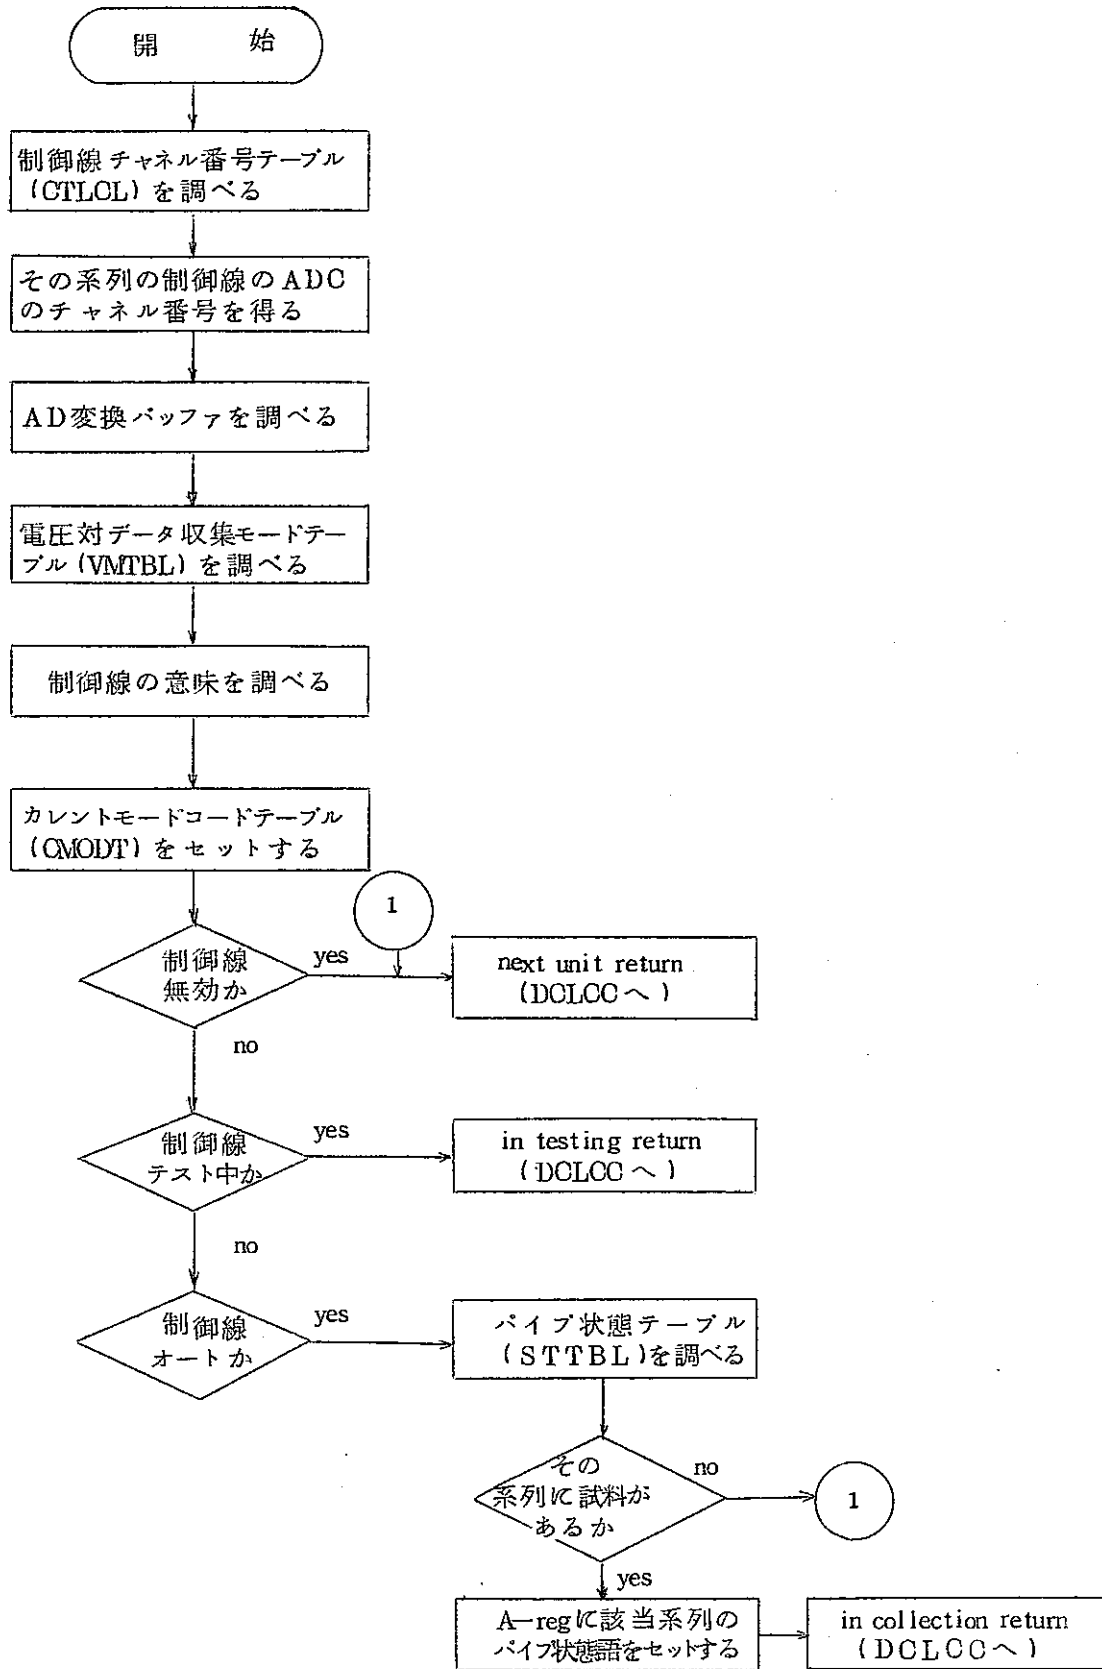 開始
制御線チャネル番号テーブル
(CTLCL)を調べる
その系列の制御線のADC
のチャネル番号を得る
AD変換バッファを調べる
電圧対データ収集モードテー
ブル(VMTBL)を調べる
制御線の意味を調べる
カレントモードコードテーブル
(CMODT)をセットする
1
制御線
無効か
yes
next unit return
(DCLCCへ)
no
制御線
テスト中か
yes
in testing return
(DCLCCへ)
no
制御線
オートか
yes
パイプ状態テーブル
(STTBL)を調べる
その
系列に試料が
あるか
no
1
yes
A-regに該当系列の
パイプ状態語をセットする
in collection return
(DCLCCへ)